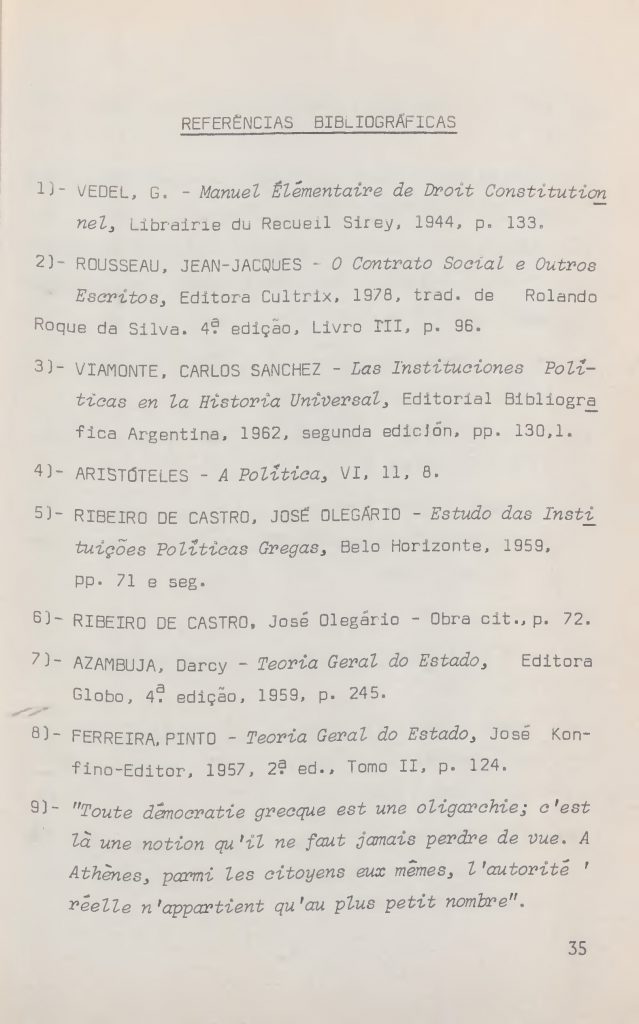 REFERÊNCIAS BIBLIOGRÁFICAS
1)- VEDEL, G. - Manuel Élémentaire de Droit Constitution
nel, Librairie du Recueil Sirey, 1944, p. 133.
2)- ROUSSEAU, JEAN-JACQUES - O Contrato Social e Outros
Escritos, Editora Cultrix, 1978, trad. de Rolando
Roque da Silva. 4ª edição, Livro III, p. 96.
3)- VIAMONTE, CARLOS SANCHEZ - Las Instituciones Polí-
ticas en la Historia Universal, Editorial Bibliogra
fica Argentina, 1962, segunda edición, pp. 130,1.
4)- ARISTÓTELES - A Política, VI, 11, 8.
5)- RIBEIRO DE CASTRO, JOSÉ OLEGÁRIO - Estudo das Insti
tuições Políticas Gregas, Belo Horizonte, 1959,
pp. 71 e seg.
6)- RIBEIRO DE CASTRO, José Olegário - Obra cit., p. 72.
7)- AZAMBUJA, Darcy - Teoria Geral do Estado, Editora
Globo, 4ª edição, 1959, p. 245.
8)- FERREIRA, PINTO - Teoria Geral do Estado, José Kon-
fino-Editor, 1957, 2ª ed., Tomo II, p. 124.
9)- "Toute démocratie grecque est une oligarchie; c'est
là une notion qu'il ne faut jamais perdre de vue. A
Athènes, parmi les citoyens eux mêmes, l'autorité '
réelle n'appartient qu'au plus petit nombre".
35